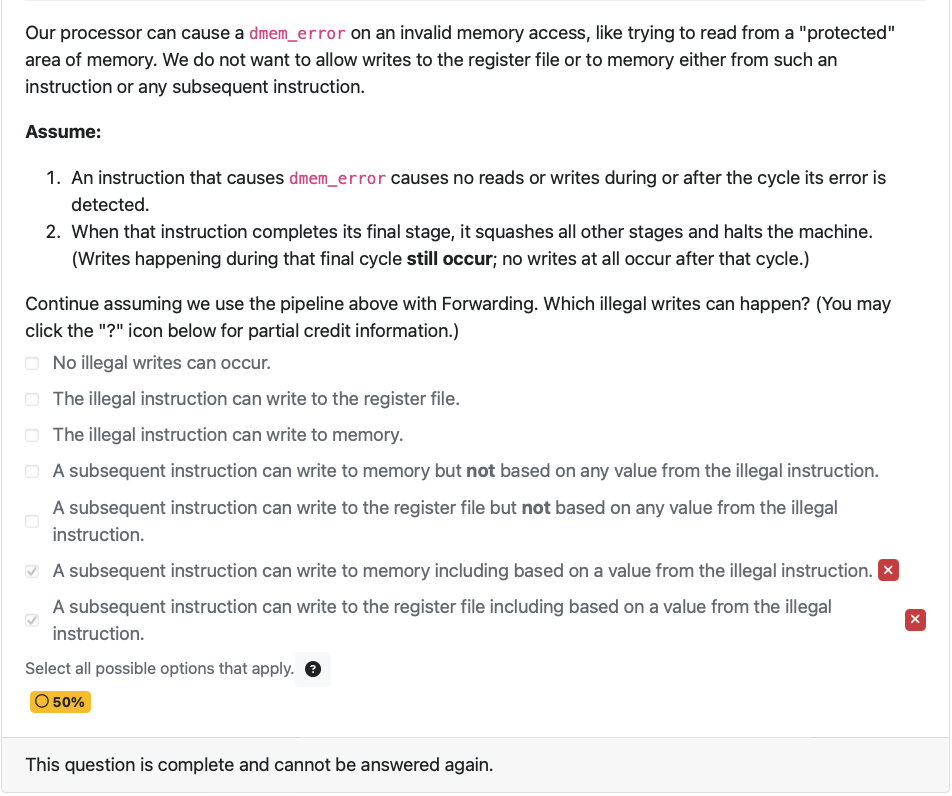 Our processor can cause a dmem_error on an invalid memory access, like trying to read from a "protected"
area of memory. We do not want to allow writes to the register file or to memory either from such an
instruction or any subsequent instruction.
Assume:
1. An instruction that causes dmem_error causes no reads or writes during or after the cycle its error is
detected.
2. When that instruction completes its final stage, it squashes all other stages and halts the machine.
(Writes happening during that final cycle still occur; no writes at all occur after that cycle.)
Continue assuming we use the pipeline above with Forwarding. Which illegal writes can happen? (You may
click the "?" icon below for partial credit information.)
No illegal writes can occur.
The illegal instruction can write to the register file.
The illegal instruction can write to memory.
A subsequent instruction can write to memory but not based on any value from the illegal instruction.
A subsequent instruction can write to the register file but not based on any value from the illegal
instruction.
A subsequent instruction can write to memory including based on a value from the illegal instruction.
A subsequent instruction can write to the register file including based on a value from the illegal
instruction.
Select all possible options that apply. ?
50%
This question is complete and cannot be answered again.